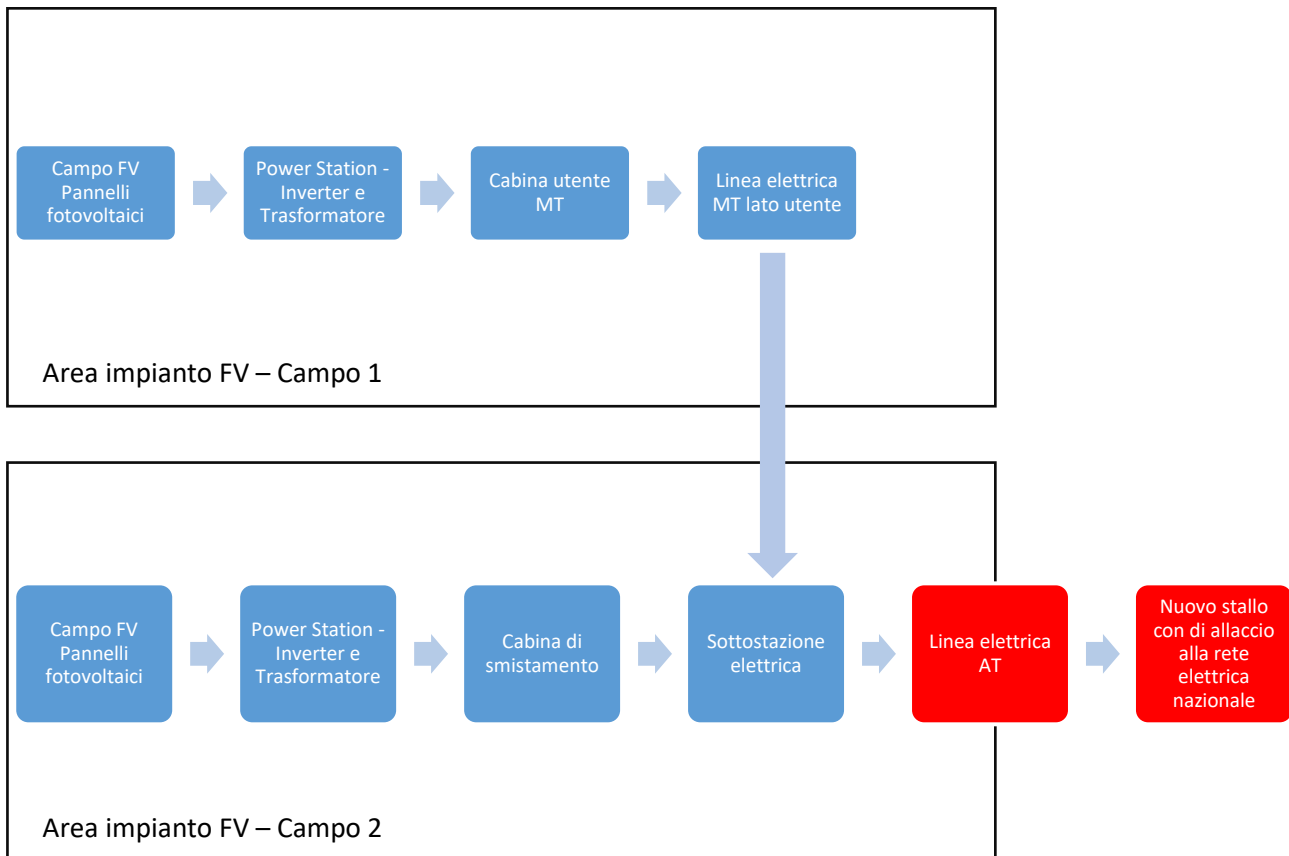 Campo FV
Pannelli
fotovoltaici
Power Station -
Inverter e
Trasformatore
Cabina utente
MT
Linea elettrica
MT lato utente
Area impianto FV – Campo 1
Campo FV
Pannelli
fotovoltaici
Power Station -
Inverter e
Trasformatore
Cabina di
smistamento
Sottostazione
elettrica
Linea elettrica
AT
Nuovo stallo
con di allaccio
alla rete
elettrica
nazionale
Area impianto FV – Campo 2